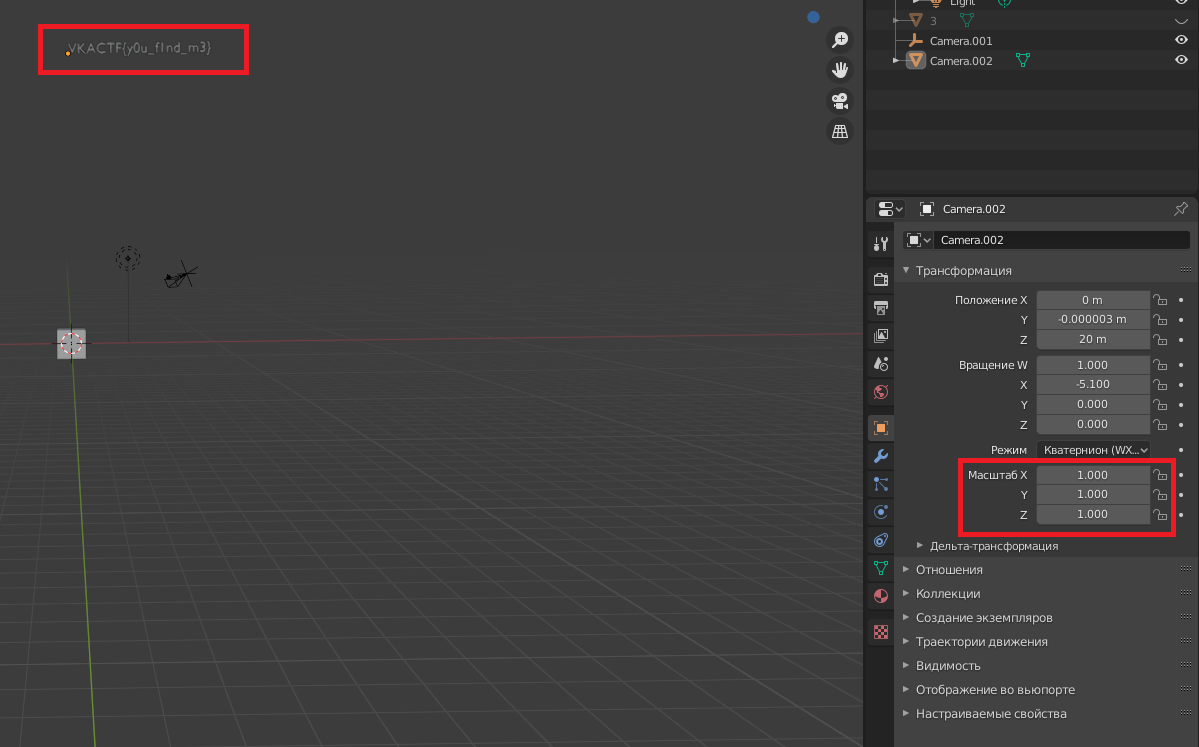 VKACTF{y0u_f1nd_m3}
Light
3
Camera.001
Camera.002
Camera.002
Camera.002
Трансформация
Положение X 0 m
Y -0.000003 m
Z 20 m
Вращение W 1.000
X -5.100
Y 0.000
Z 0.000
Режим Кватернион (WX...
Масштаб X 1.000
Y 1.000
Z 1.000
Дельта-трансформация
Отношения
Коллекции
Создание экземпляров
Траектории движения
Видимость
Отображение во вьюпорте
Настраиваемые свойства